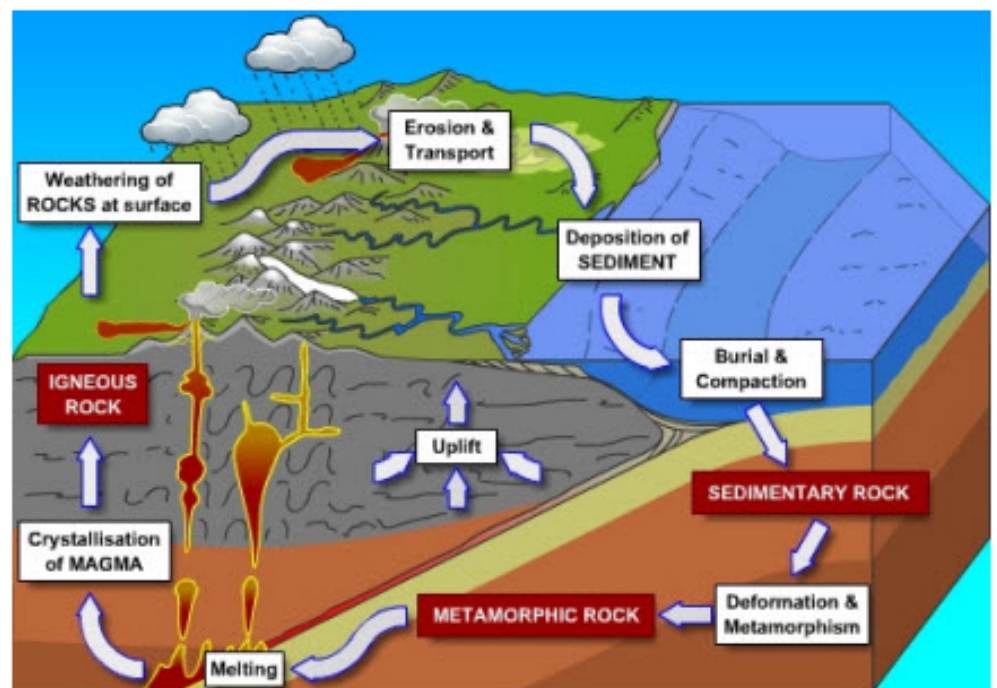 Weathering of
ROCKS at surface
Erosion &
Transport
Deposition of
SEDIMENT
Burial &
Compaction
SEDIMENTARY ROCK
Deformation &
Metamorphism
METAMORPHIC ROCK
Melting
Crystallisation
of MAGMA
IGNEOUS
ROCK
Uplift